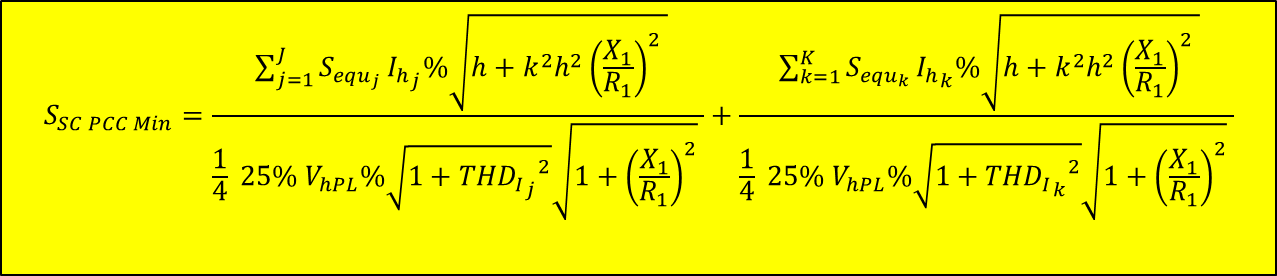 S_{SC PCC Min} = \frac{\sum_{j=1}^{J} S_{equ_j} I_{h_j}\% \sqrt{h + k^2 h^2 \left(\frac{X_1}{R_1}\right)^2}}{\frac{1}{4} 25\% V_{hPL}\% \sqrt{1 + THD_{I_j}^2} \sqrt{1 + \left(\frac{X_1}{R_1}\right)^2}} + \frac{\sum_{k=1}^{K} S_{equ_k} I_{h_k}\% \sqrt{h + k^2 h^2 \left(\frac{X_1}{R_1}\right)^2}}{\frac{1}{4} 25\% V_{hPL}\% \sqrt{1 + THD_{I_k}^2} \sqrt{1 + \left(\frac{X_1}{R_1}\right)^2}}